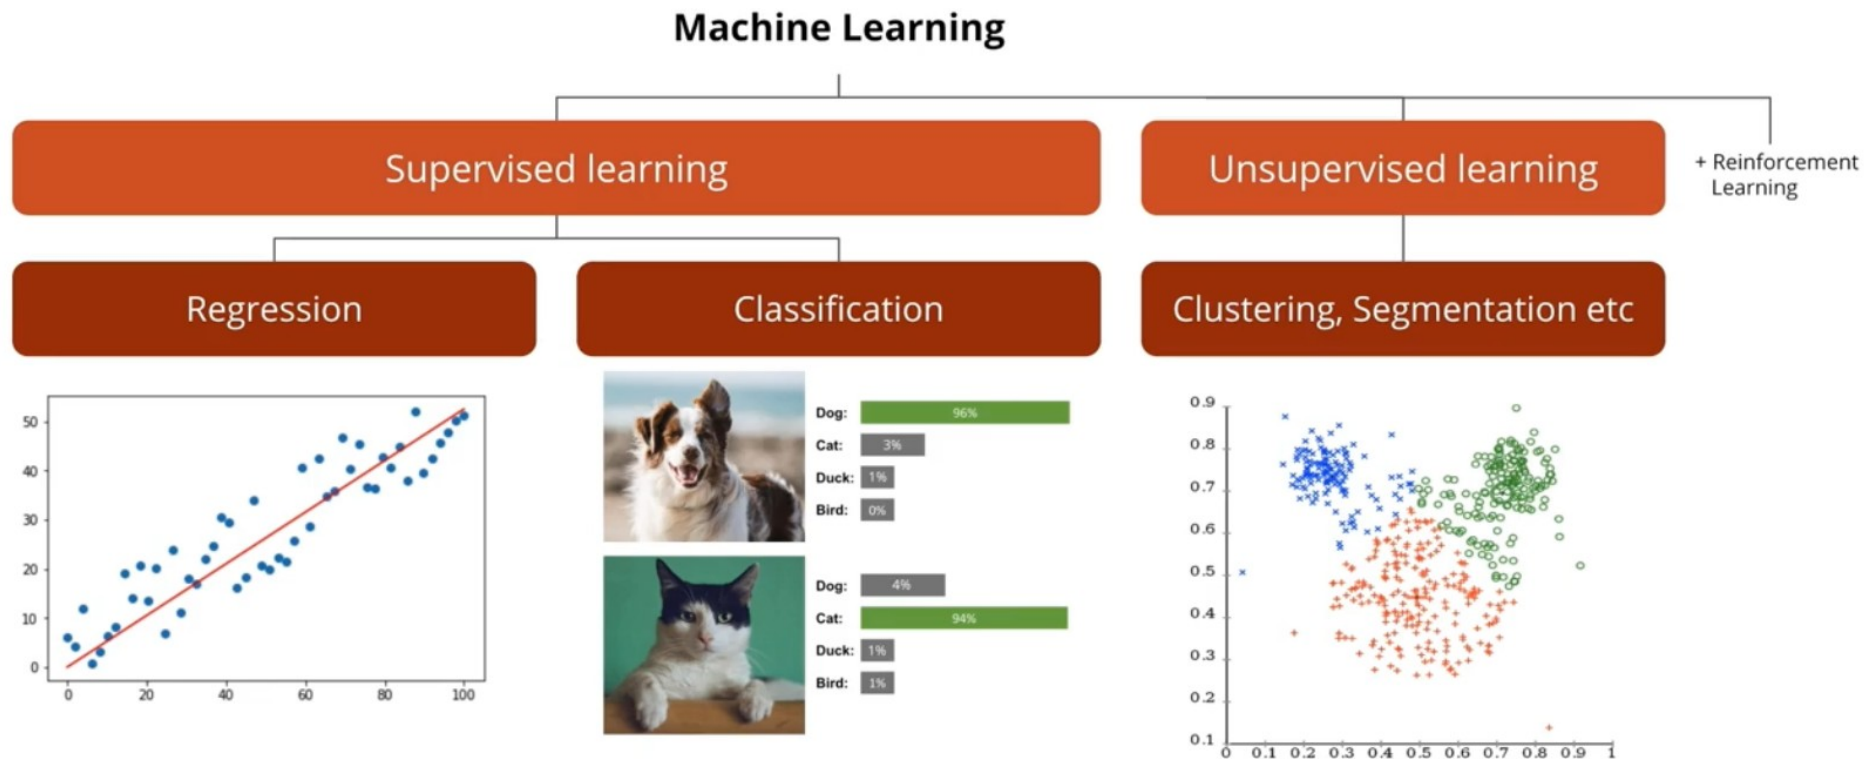 Machine Learning
Supervised learning
Unsupervised learning
+ Reinforcement
Learning
Regression
Classification
Clustering, Segmentation etc
50
40
30
20
10
0
0 20 40 60 80 100
Dog: 96%
Cat: 3%
Duck: 1%
Bird: 0%
Dog: 4%
Cat: 94%
Duck: 1%
Bird: 1%
0.9
0.8
0.7
0.6
0.5
0.4
0.3
0.2
0.1
0 0.1 0.2 0.3 0.4 0.5 0.6 0.7 0.8 0.9 1